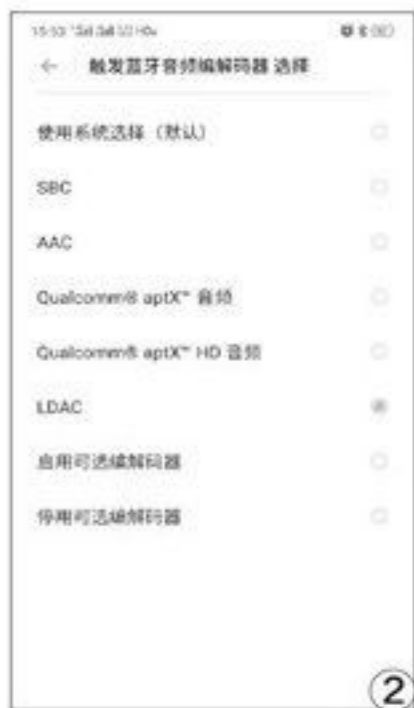 ← 触发蓝牙音频编解码器 选择
使用系统选择（默认）
SBC
AAC
Qualcomm® aptX™ 音频
Qualcomm® aptX™ HD 音频
LDAC
启用可选编解码器
停用可选编解码器
②